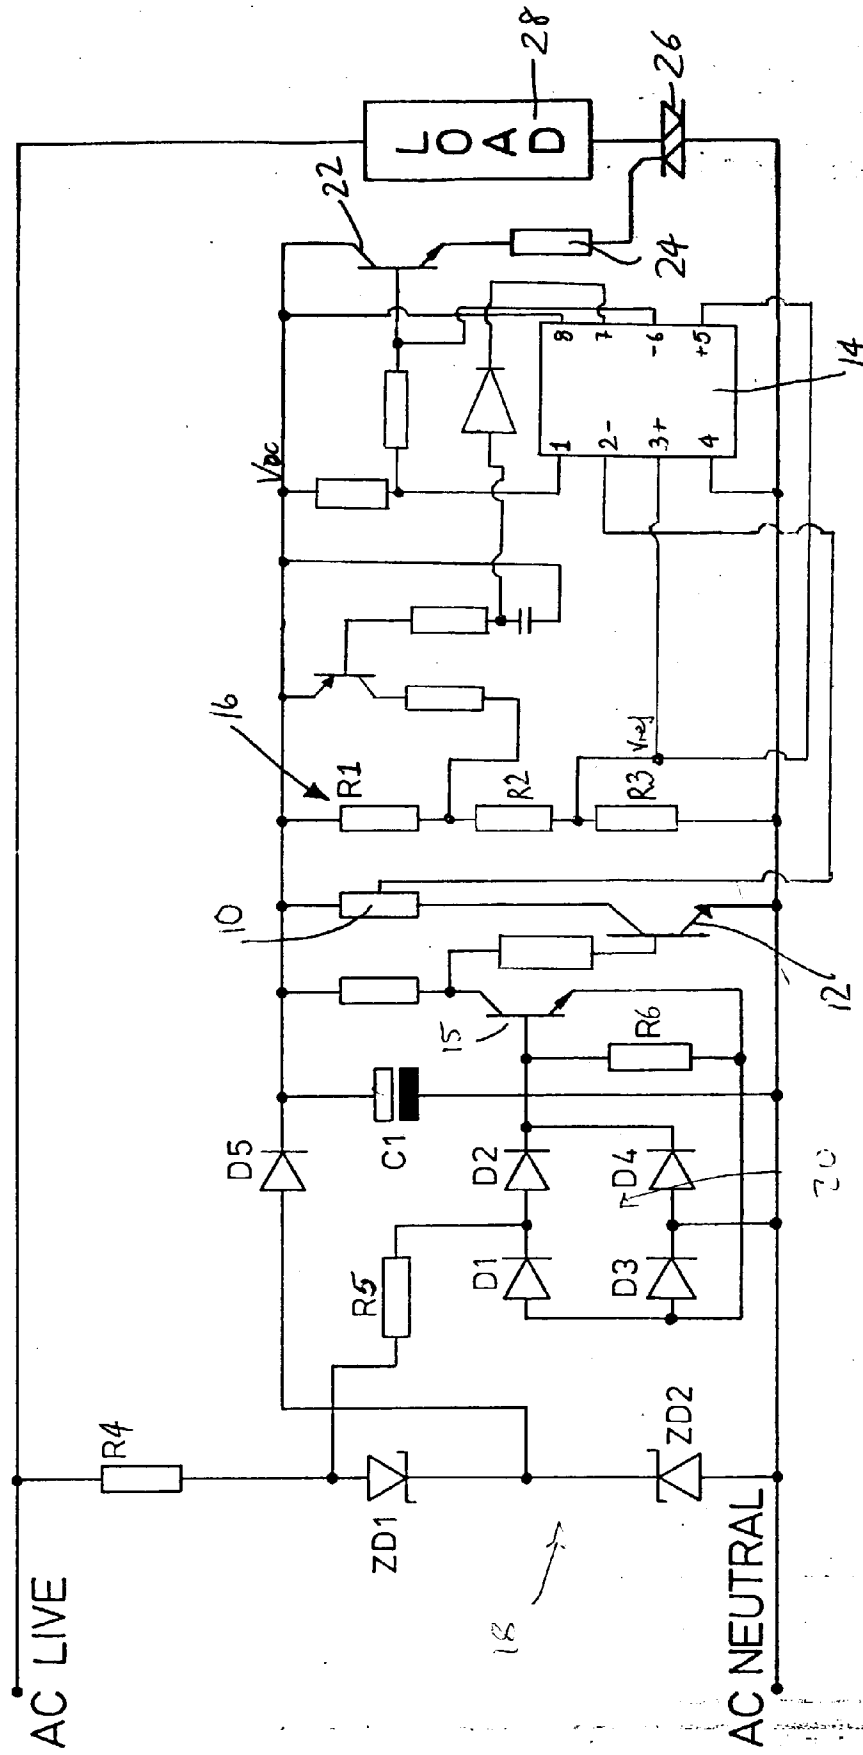 AC LIVE
R4
ZD1
18
ZD2
AC NEUTRAL
D5
R5
D1
D2
D3
D4
20
C1
15
R6
12
10
16
R1
R2
R3
Vref
VDC
1
2-
3+
4
8
7
-6
+5
14
22
24
LOAD
28
26